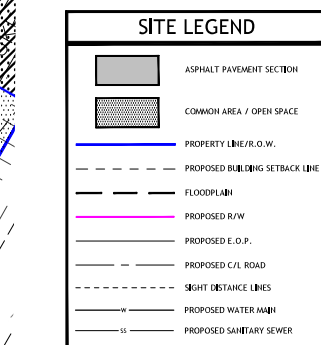 SITE LEGEND
ASPHALT PAVEMENT SECTION
COMMON AREA / OPEN SPACE
PROPERTY LINE/R.O.W.
PROPOSED BUILDING SETBACK LINE
FLOODPLAIN
PROPOSED R/W
PROPOSED E.O.P.
PROPOSED C/L ROAD
SIGHT DISTANCE LINES
W PROPOSED WATER MAIN
SS PROPOSED SANITARY SEWER